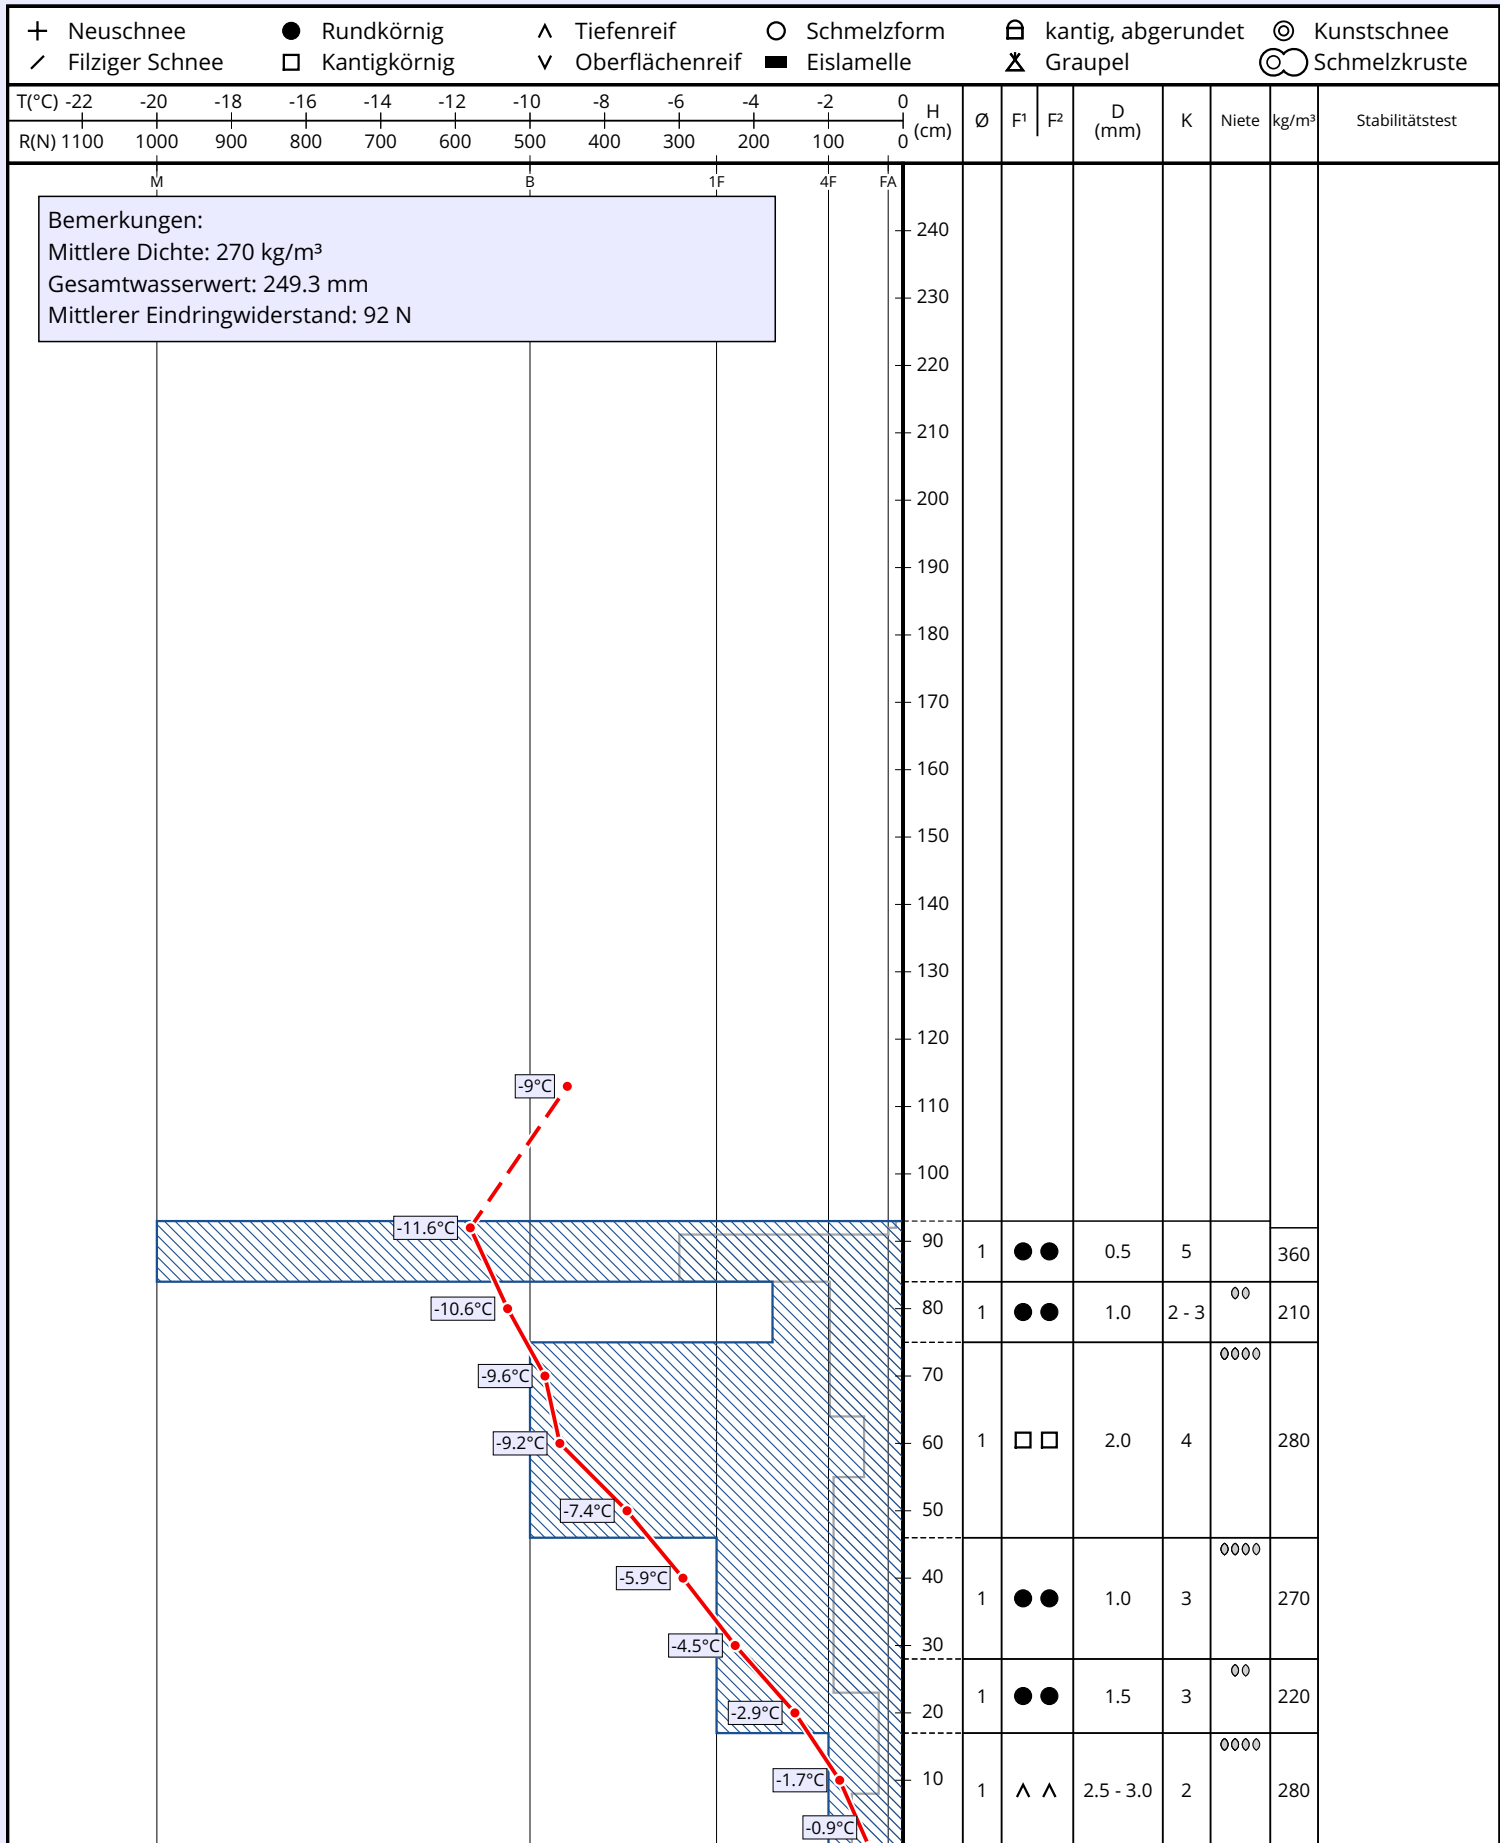 Neuschnee Rundkörnig Tiefenreif Schmelzform kantig, abgerundet Kunstschnee
Filziger Schnee Kantigkörnig Oberflächenreif Eislamelle Graupel Schmelzkruste
T(°C) -22 -20 -18 -16 -14 -12 -10 -8 -6 -4 -2 0
R(N) 1100 1000 900 800 700 600 500 400 300 200 100 0
H (cm) Ø F¹ F² D (mm) K Niete kg/m³ Stabilitätstest
M B 1F 4F FA
Bemerkungen:
Mittlere Dichte: 270 kg/m³
Gesamtwasserwert: 249.3 mm
Mittlerer Eindringwiderstand: 92 N
240
230
220
210
200
190
180
170
160
150
140
130
120
-9°C
110
100
-11.6°C
90 1 0.5 5 360
-10.6°C 80 1 1.0 2 - 3 210
-9.6°C 70
-9.2°C 60 1 2.0 4 280
-7.4°C 50
-5.9°C 40
1 1.0 3 270
-4.5°C 30
1 1.5 3 220
-2.9°C 20
-1.7°C 10
1 2.5 - 3.0 2 280
-0.9°C